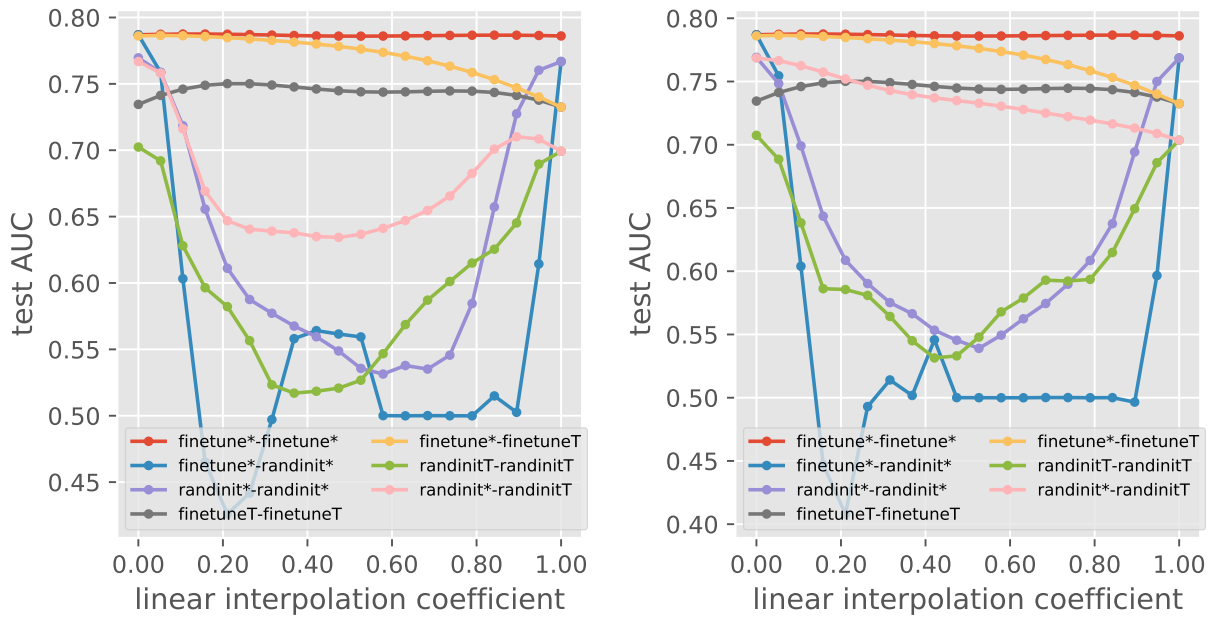 0.80
0.75
0.70
0.65
0.60
0.55
0.50
0.45
test AUC
finetune*-finetune*
finetune*-randinit*
randinit*-randinit*
finetuneT-finetuneT
finetune*-finetuneT
randinitT-randinitT
randinit*-randinitT
0.00 0.20 0.40 0.60 0.80 1.00
linear interpolation coefficient
0.80
0.75
0.70
0.65
0.60
0.55
0.50
0.45
0.40
test AUC
finetune*-finetune*
finetune*-randinit*
randinit*-randinit*
finetuneT-finetuneT
finetune*-finetuneT
randinitT-randinitT
randinit*-randinitT
0.00 0.20 0.40 0.60 0.80 1.00
linear interpolation coefficient